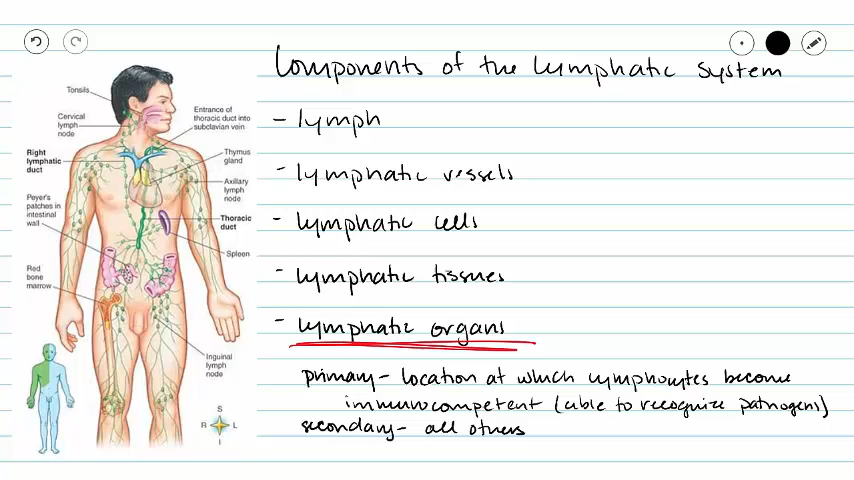 Components of the lymphatic system
- lymph
- lymphatic vessels
- lymphatic cells
- lymphatic tissues
- lymphatic organs
primary- location at which lymphocytes become
immunocompetent (able to recognize pathogens)
secondary- all others
Tonsils
Cervical
lymph
node
Right
lymphatic
duct
Peyer's
patches in
intestinal
wall
Red
bone
marrow
Entrance of
thoracic duct into
subclavian vein
Thymus
gland
Axillary
lymph
node
Thoracic
duct
Spleen
Inguinal
lymph
node
S
R L
I